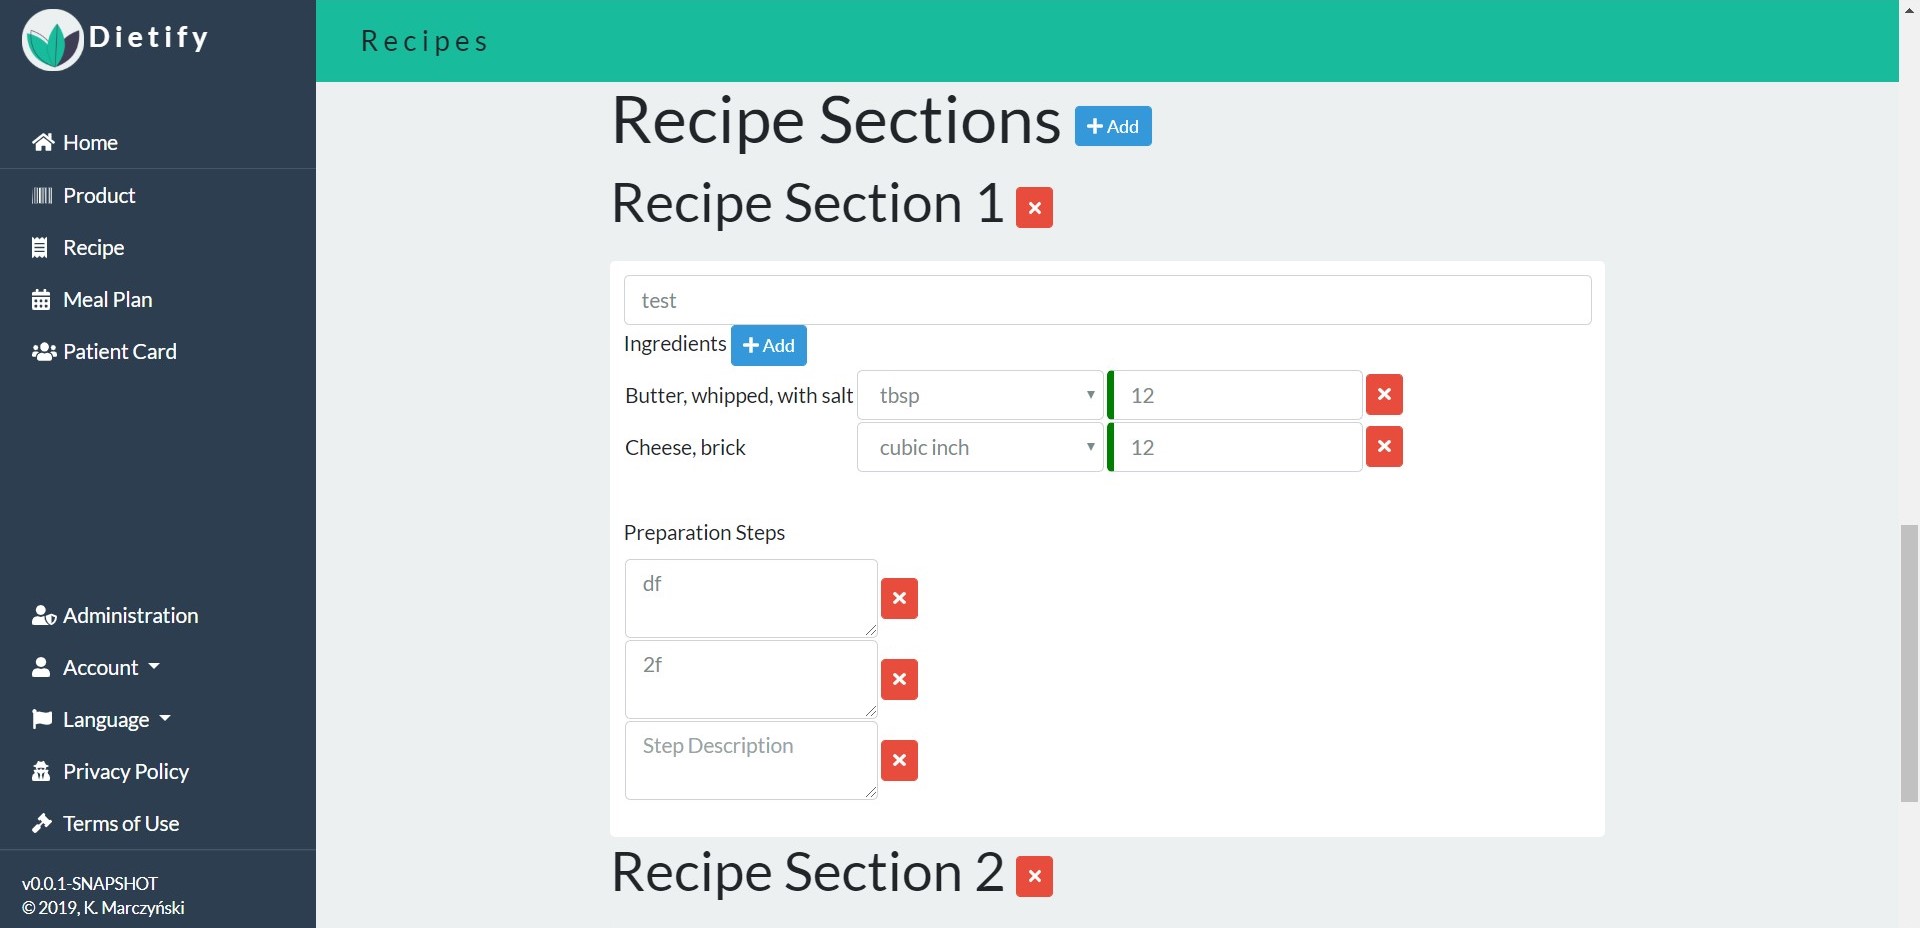 Dietify
Recipes
Home
Product
Recipe
Meal Plan
Patient Card
Administration
Account
Language
Privacy Policy
Terms of Use
v0.0.1-SNAPSHOT
© 2019, K. Marczyński
Recipe Sections Add
Recipe Section 1
test
Ingredients Add
Butter, whipped, with salt tbsp 12
Cheese, brick cubic inch 12
Preparation Steps
df
2f
Step Description
Recipe Section 2